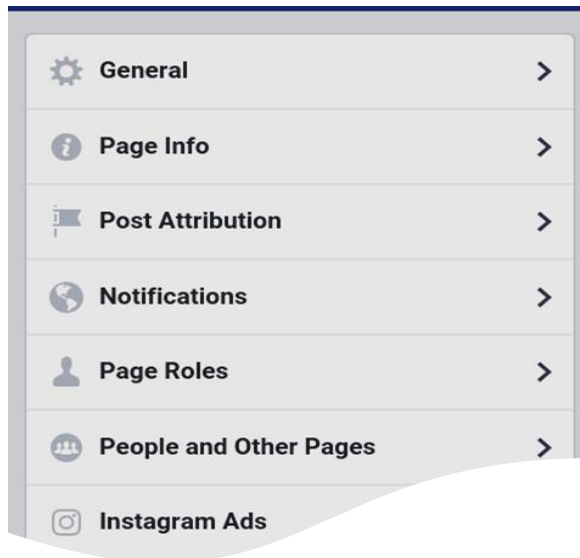 General
Page Info
Post Attribution
Notifications
Page Roles
People and Other Pages
Instagram Ads